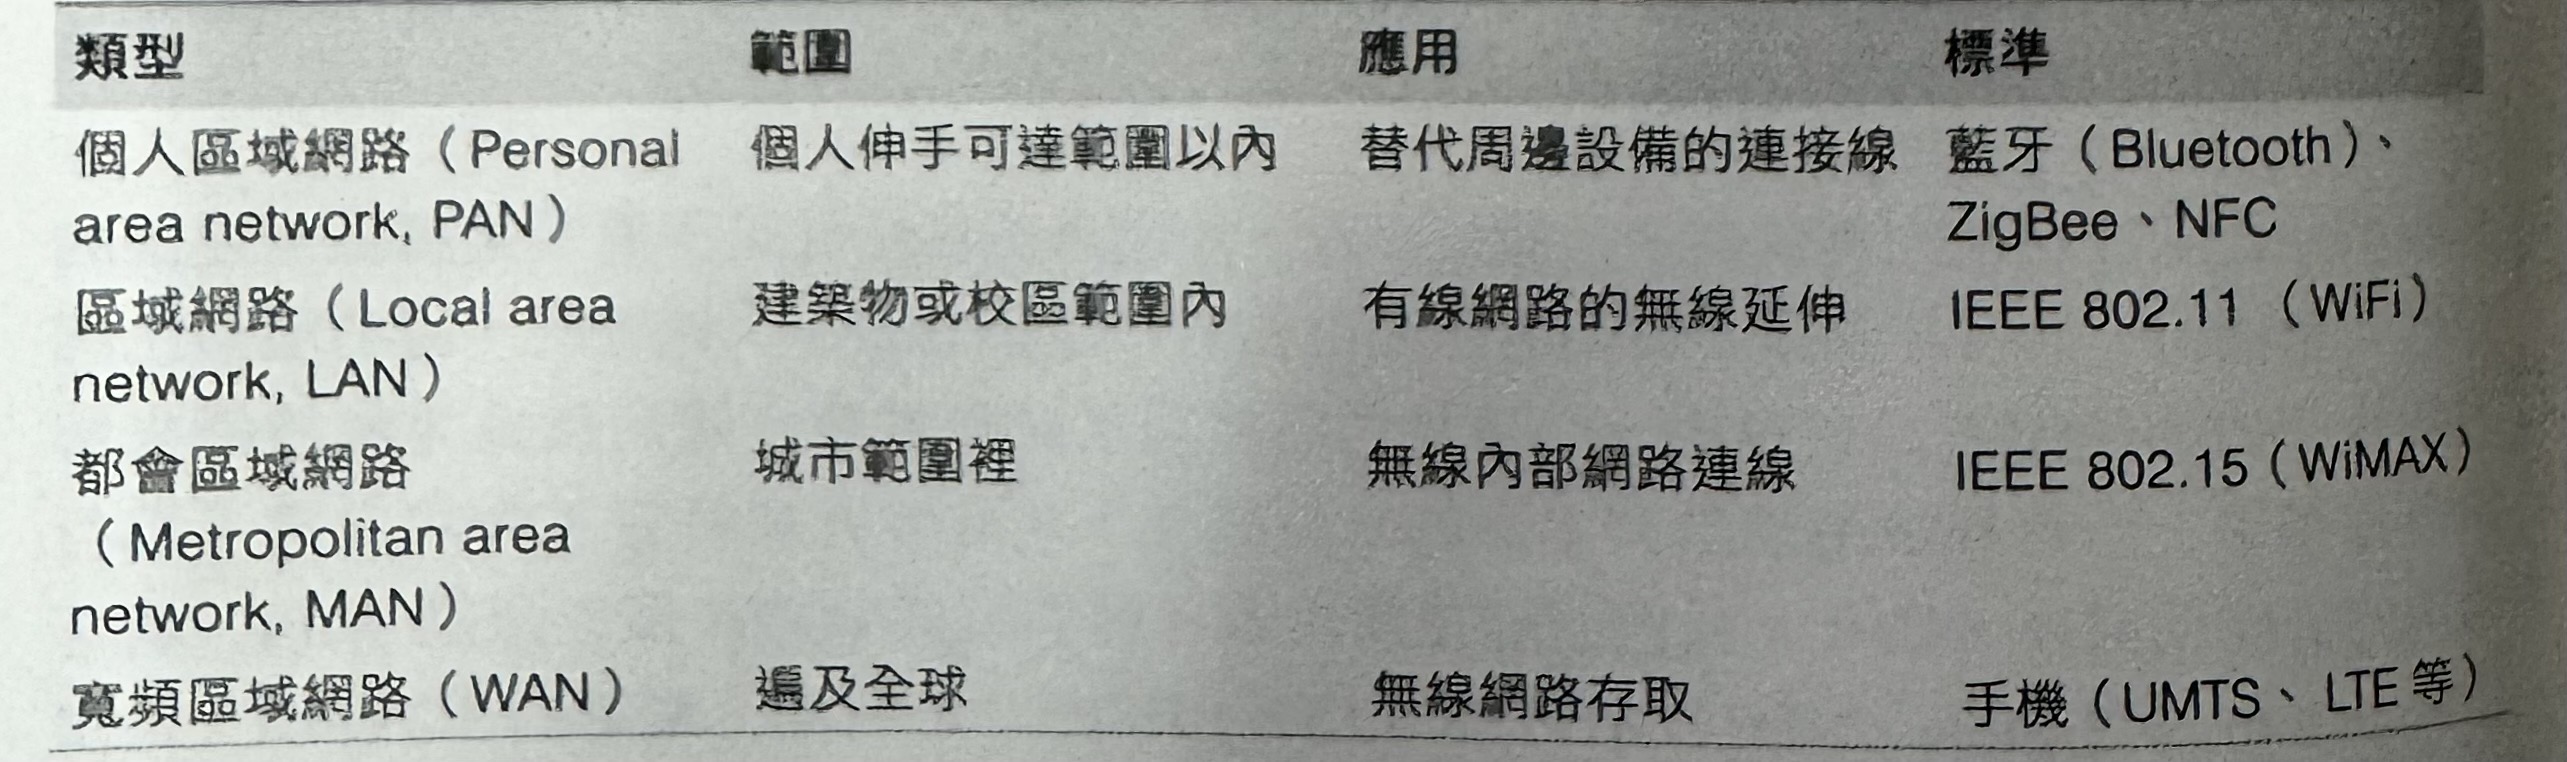 類型 範圍 應用 標準
個人區域網路（Personal 個人伸手可達範圍以內 替代周邊設備的連接線 藍牙（Bluetooth）、
area network, PAN） ZigBee、NFC
區域網路（Local area 建築物或校區範圍內 有線網路的無線延伸 IEEE 802.11（WiFi）
network, LAN）
都會區域網路 城市範圍裡 無線內部網路連線 IEEE 802.15（WiMAX）
（Metropolitan area
network, MAN）
寬頻區域網路（WAN） 遍及全球 無線網路存取 手機（UMTS、LTE等）